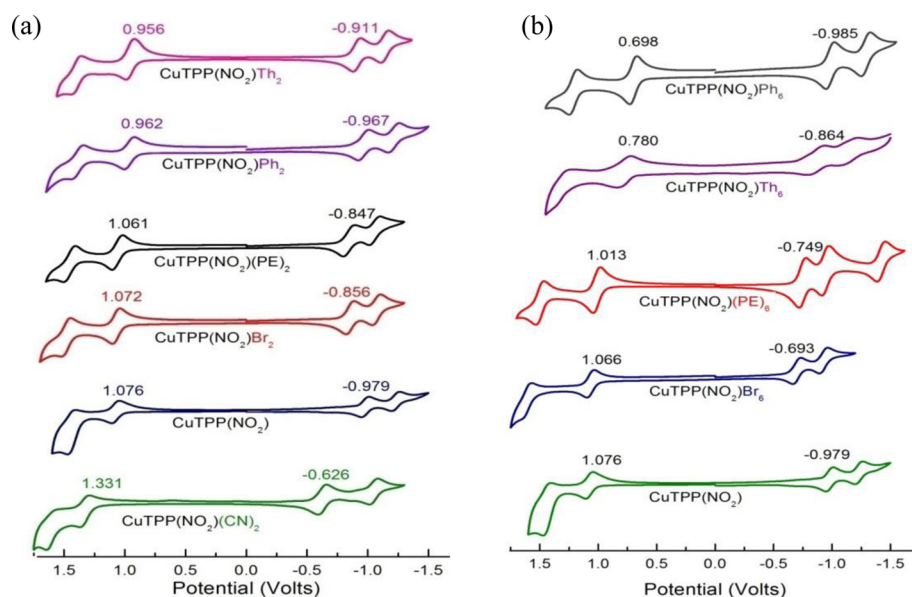 (a)
0.956 -0.911
CuTPP(NO₂)Th₂
0.962 -0.967
CuTPP(NO₂)Ph₂
1.061 -0.847
CuTPP(NO₂)(PE)₂
1.072 -0.856
CuTPP(NO₂)Br₂
1.076 -0.979
CuTPP(NO₂)
1.331 -0.626
CuTPP(NO₂)(CN)₂
1.5 1.0 0.5 0.0 -0.5 -1.0 -1.5
Potential (Volts)
(b)
0.698 -0.985
CuTPP(NO₂)Ph₆
0.780 -0.864
CuTPP(NO₂)Th₆
1.013 -0.749
CuTPP(NO₂)(PE)₆
1.066 -0.693
CuTPP(NO₂)Br₆
1.076 -0.979
CuTPP(NO₂)
1.5 1.0 0.5 0.0 -0.5 -1.0 -1.5
Potential (Volts)